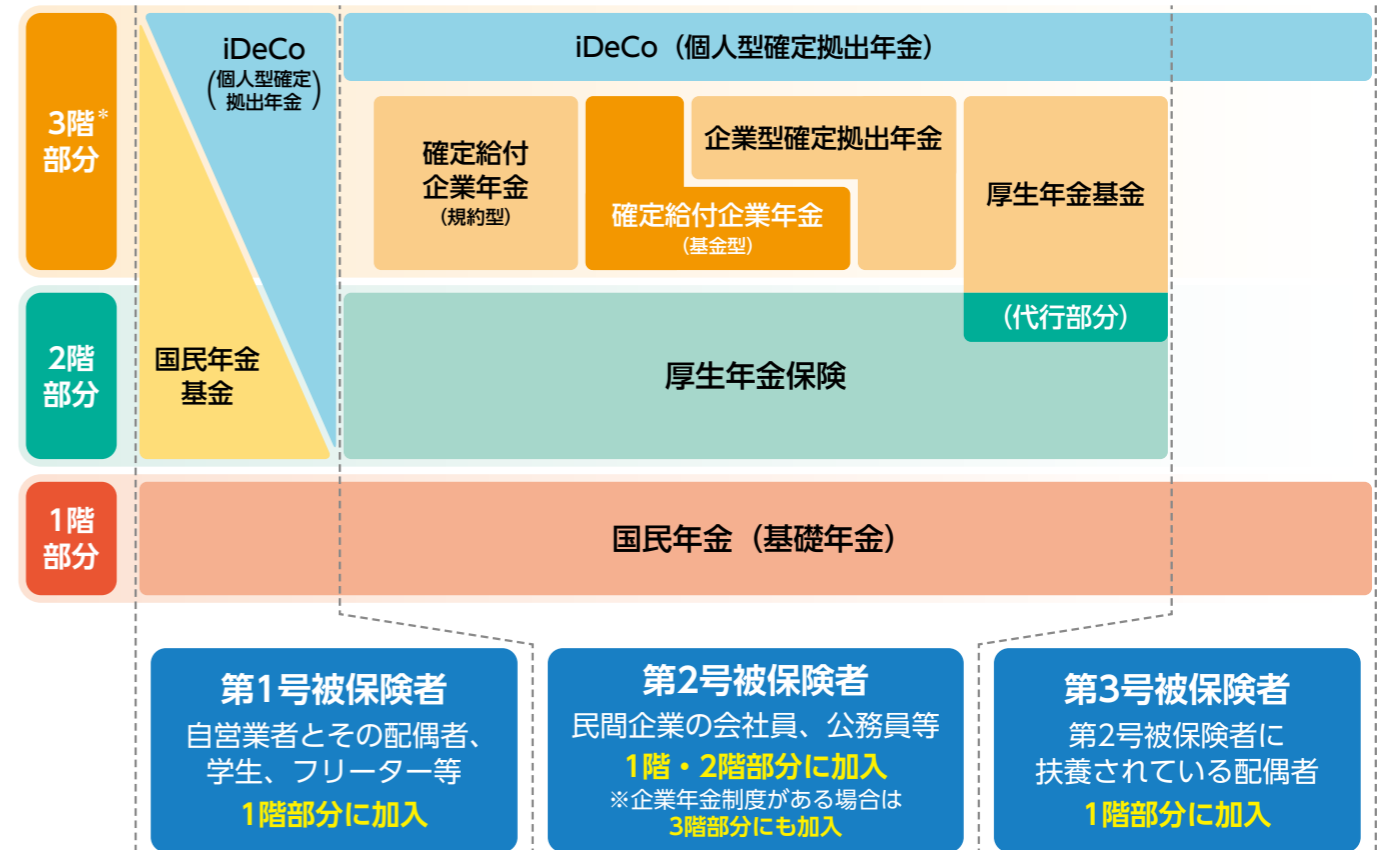 3階*
部分
iDeCo
(個人型確定
拠出年金)
iDeCo（個人型確定拠出年金）
確定給付
企業年金
（規約型）
確定給付企業年金
（基金型）
企業型確定拠出年金
厚生年金基金
2階
部分
国民年金
基金
厚生年金保険
（代行部分）
1階
部分
国民年金（基礎年金）
第1号被保険者
自営業者とその配偶者、
学生、フリーター等
1階部分に加入
第2号被保険者
民間企業の会社員、公務員等
1階・2階部分に加入
※企業年金制度がある場合は
3階部分にも加入
第3号被保険者
第2号被保険者に
扶養されている配偶者
1階部分に加入